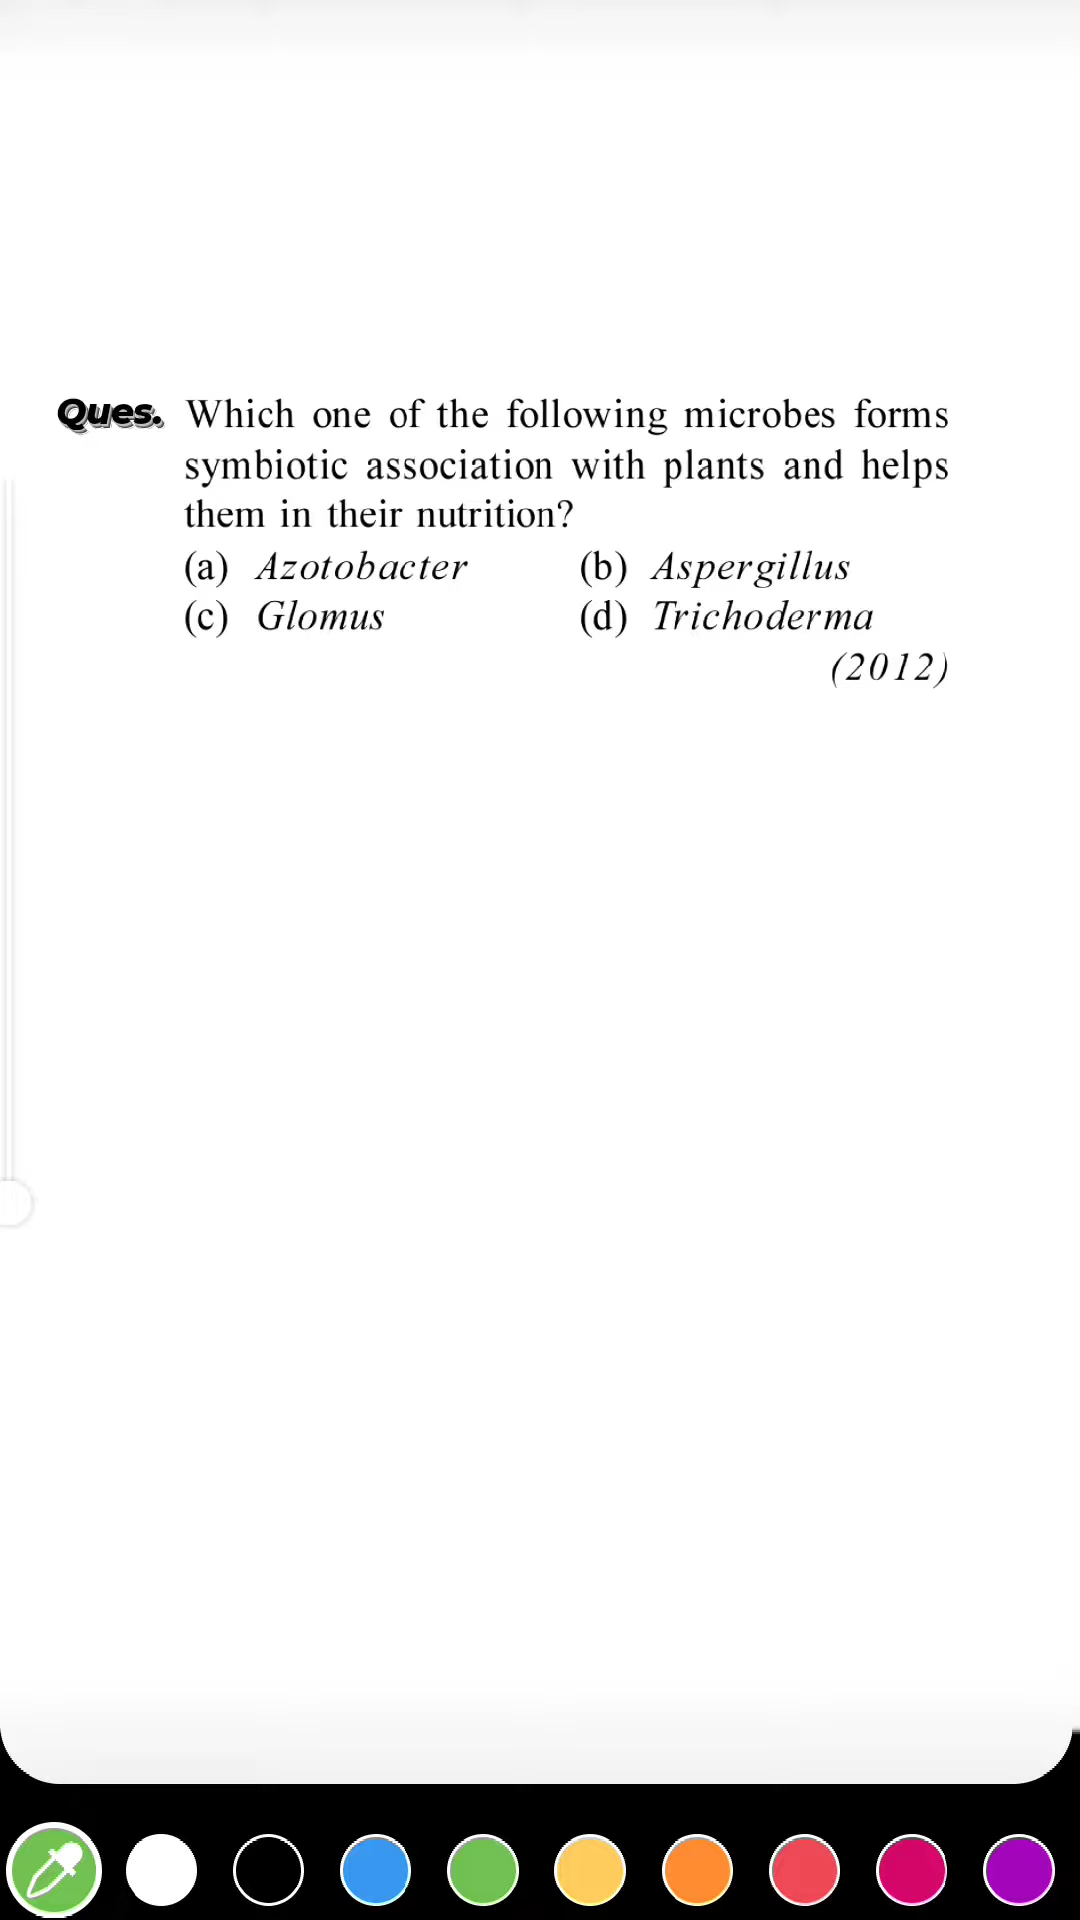 Ques. Which one of the following microbes forms
symbiotic association with plants and helps
them in their nutrition?
(a) Azotobacter (b) Aspergillus
(c) Glomus (d) Trichoderma
(2012)